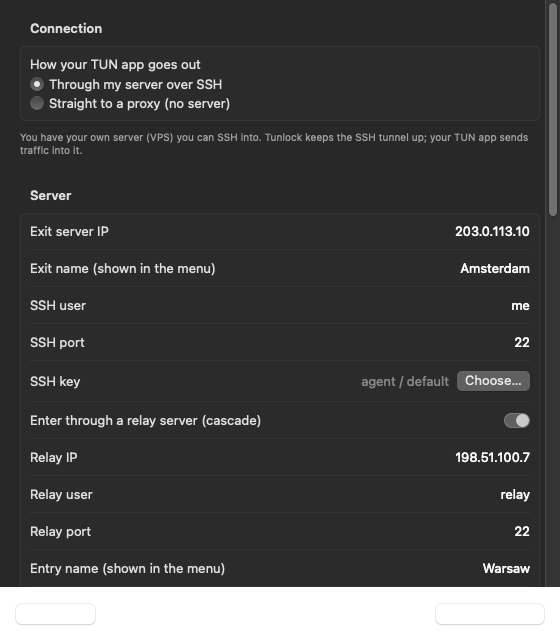 Connection
How your TUN app goes out
Through my server over SSH
Straight to a proxy (no server)
You have your own server (VPS) you can SSH into. Tunlock keeps the SSH tunnel up; your TUN app sends
traffic into it.
Server
Exit server IP 203.0.113.10
Exit name (shown in the menu) Amsterdam
SSH user me
SSH port 22
SSH key agent / default Choose...
Enter through a relay server (cascade)
Relay IP 198.51.100.7
Relay user relay
Relay port 22
Entry name (shown in the menu) Warsaw